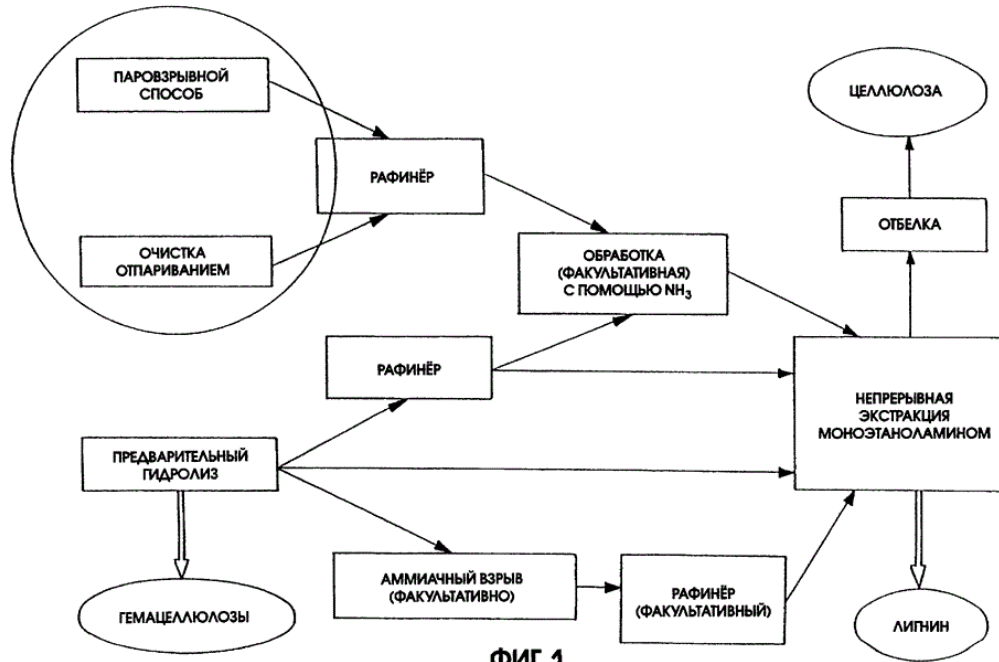 ПАРОВЗРЫВНОЙ
СПОСОБ
ЦЕЛЛЮЛОЗА
РАФИНЁР
ОТБЕЛКА
ОЧИСТКА
ОТПАРИВАНИЕМ
ОБРАБОТКА
(ФАКУЛЬТАТИВНАЯ)
С ПОМОЩЬЮ NH₃
РАФИНЁР
НЕПРЕРЫВНАЯ
ЭКСТРАКЦИЯ
МОНОЭТАНОЛАМИНОМ
ПРЕДВАРИТЕЛЬНЫЙ
ГИДРОЛИЗ
АММИАЧНЫЙ ВЗРЫВ
(ФАКУЛЬТАТИВНО)
РАФИНЁР
(ФАКУЛЬТАТИВНЫЙ)
ГЕМАЦЕЛЛЮЛОЗЫ
ЛИГНИН
ФИГ.1